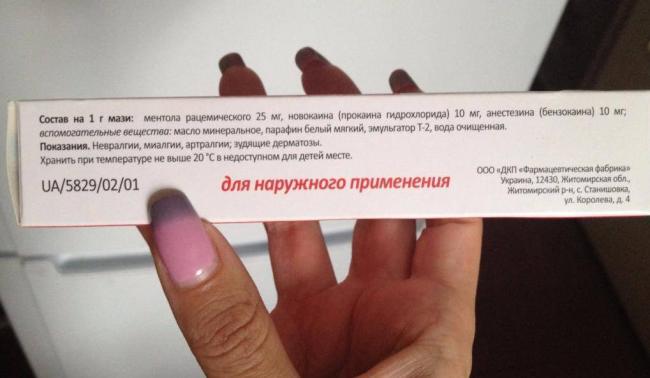 Состав на 1 г мази: ментола рацемического 25 мг, новокаина (прокаина гидрохлорида) 10 мг, анестезина (бензокаина) 10 мг;
вспомогательные вещества: масло минеральное, парафин белый мягкий, эмульгатор Т-2, вода очищенная.
Показания. Невралгии, миалгии, артралгии; зудящие дерматозы.
Хранить при температуре не выше 20 °С в недоступном для детей месте.
UA/5829/02/01
для наружного применения
ООО «ДКП «Фармацевтическая фабрика»
Украина, 12430, Житомирская обл.,
Житомирский р-н, с. Станишовка,
ул. Королева, д. 4